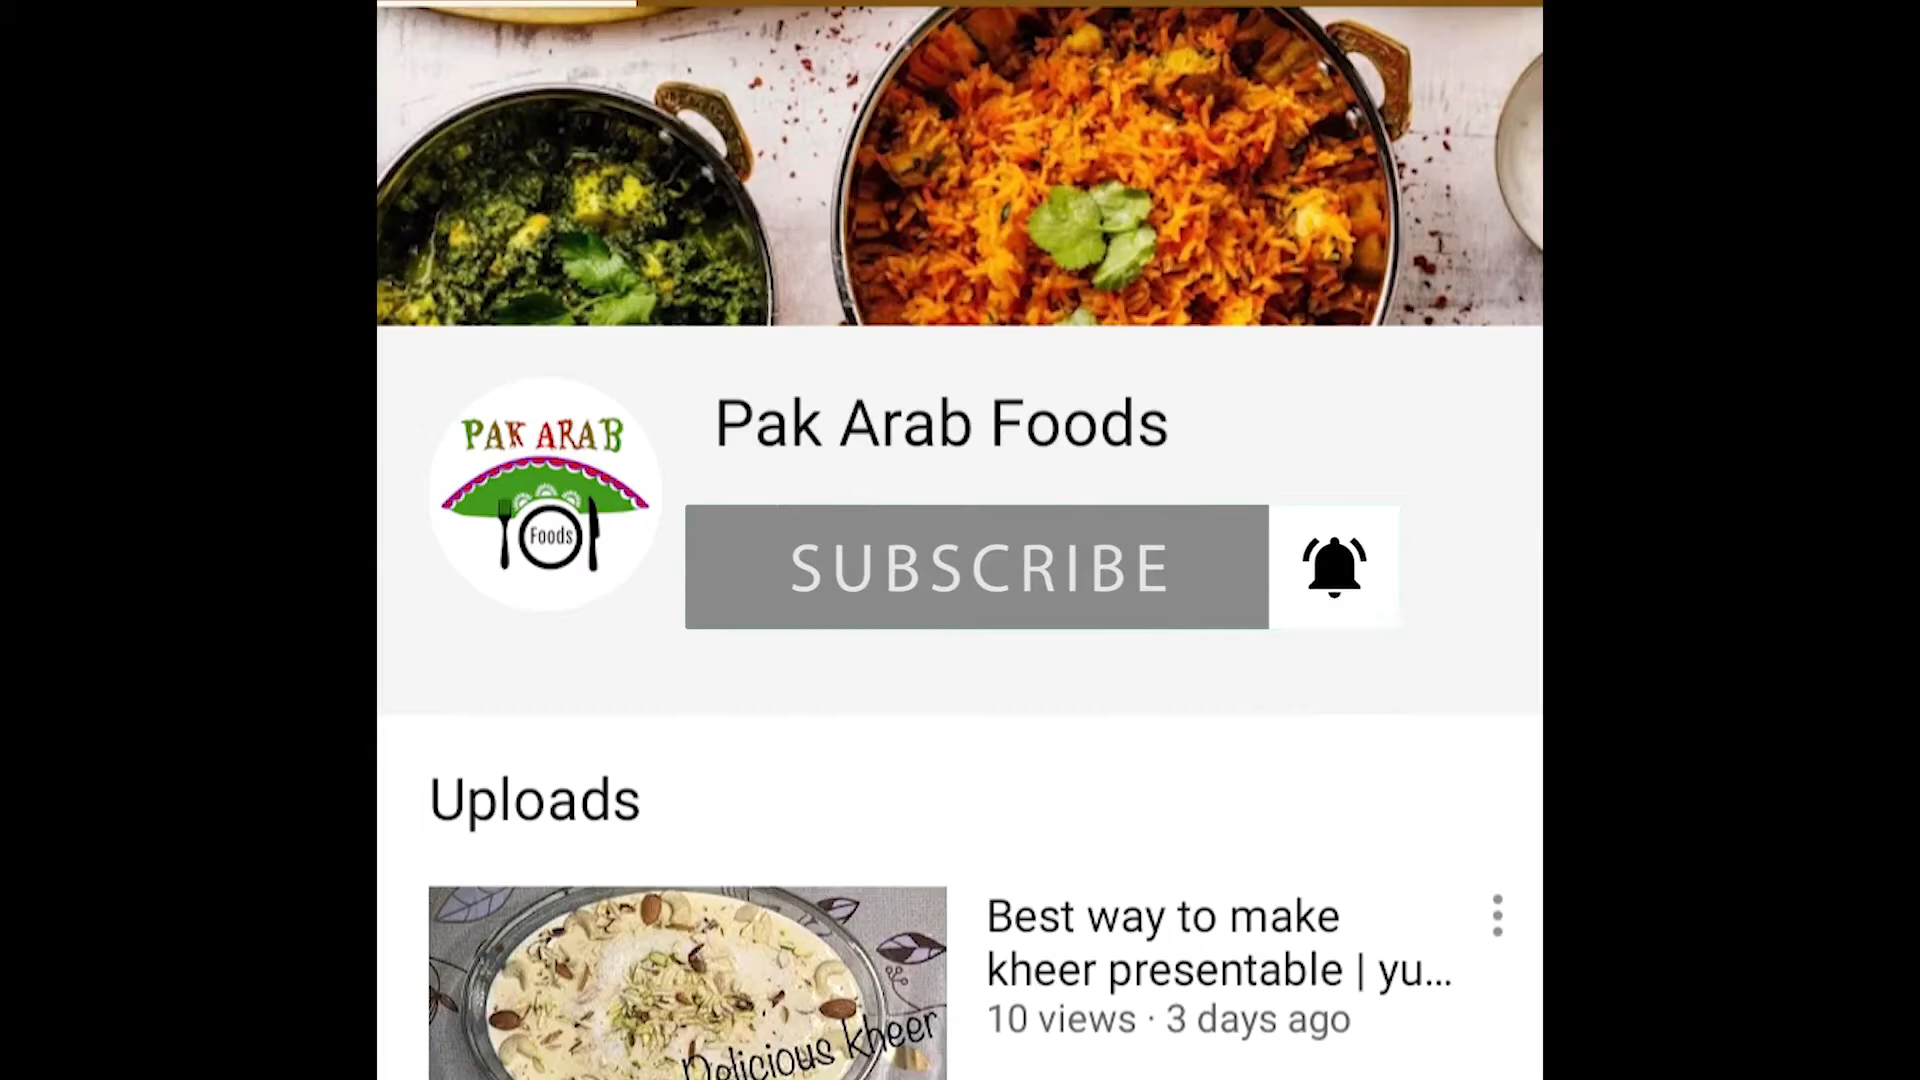 PAK ARAB
Foods
Pak Arab Foods
SUBSCRIBE
Uploads
Best way to make
kheer presentable | yu...
10 views · 3 days ago
Delicious kheer